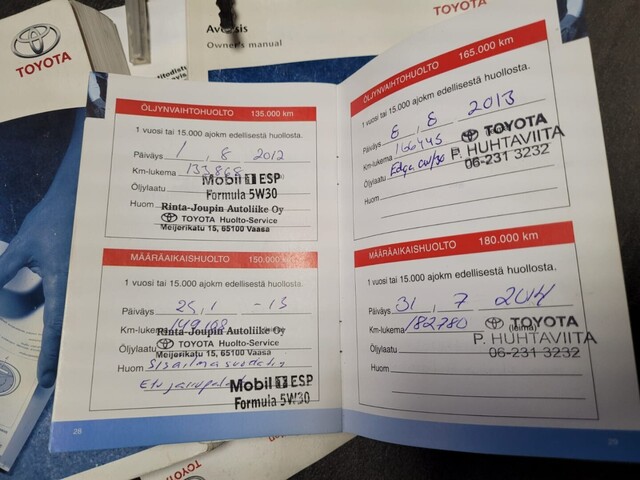 TOYOTA
Avensis
Owner's manual
TOYOTA
ÖLJYNVAIHTOHUOLTO 135.000 km
1 vuosi tai 15.000 ajokm edellisestä huollosta.
Päiväys 1 . 8 2012
Km-lukema 133868
Mobil 1 ESP
Öljylaatu Formula 5W30
Huom Rinta-Joupin Autoliike Oy
TOYOTA Huolto-Service
Meijerikatu 15, 65100 Vaasa
MÄÄRÄAIKAISHUOLTO 150.000 km
1 vuosi tai 15.000 ajokm edellisestä huollosta.
Päiväys 25,1 -13
Km-lukema Rinta-Joupin Autoliike Oy
Öljylaatu TOYOTA Huolto-Service
Meijerikatu 15, 65100 Vaasa
Huom
Mobil 1 ESP
Formula 5W30
28
ÖLJYNVAIHTOHUOLTO 165.000 km
1 vuosi tai 15.000 ajokm edellisestä huollosta.
Päiväys 8 2013
Km-lukema 166445 TOYOTA
Öljylaatu Edge P. HUHTAVIITA
06-231 3232
Huom
MÄÄRÄAIKAISHUOLTO 180.000 km
1 vuosi tai 15.000 ajokm edellisestä huollosta.
Päiväys 31 . 7 2014
Km-lukema 182780 TOYOTA
Öljylaatu P. HUHTAVIITA
06-231 3232
Huom
29
TOYOTA